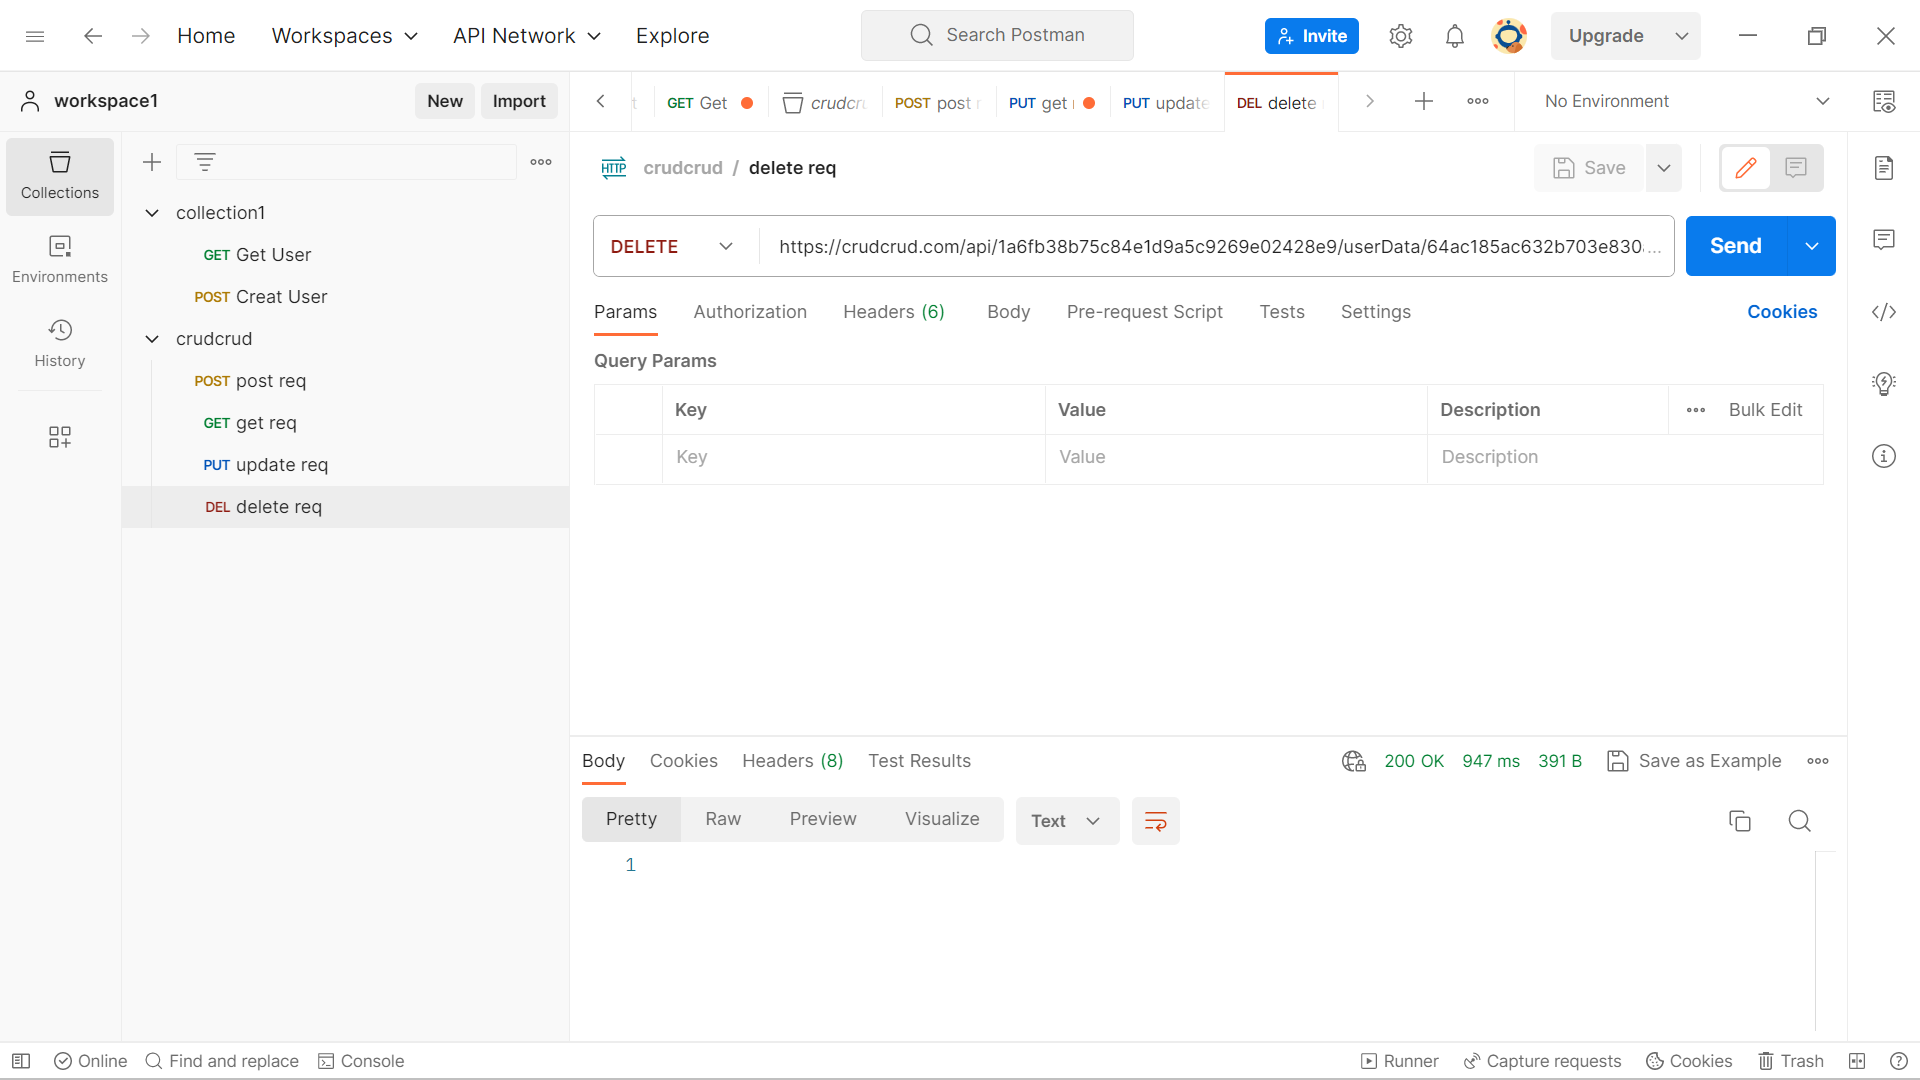 Home
Workspaces
API Network
Explore
Search Postman
Invite
Upgrade
workspace1
New
Import
GET Get
POST post
PUT get
PUT update
DEL delete
No Environment
Collections
Environments
History
collection1
GET Get User
POST Creat User
crudcrud
POST post req
GET get req
PUT update req
DEL delete req
HTTP crudcrud / delete req
Save
DELETE
https://crudcrud.com/api/1a6fb38b75c84e1d9a5c9269e02428e9/userData/64ac185ac632b703e830...
Send
Params
Authorization
Headers (6)
Body
Pre-request Script
Tests
Settings
Cookies
Query Params
Key
Value
Description
Bulk Edit
Key
Value
Description
Body
Cookies
Headers (8)
Test Results
200 OK
947 ms
391 B
Save as Example
Pretty
Raw
Preview
Visualize
Text
1
Online
Find and replace
Console
Runner
Capture requests
Cookies
Trash